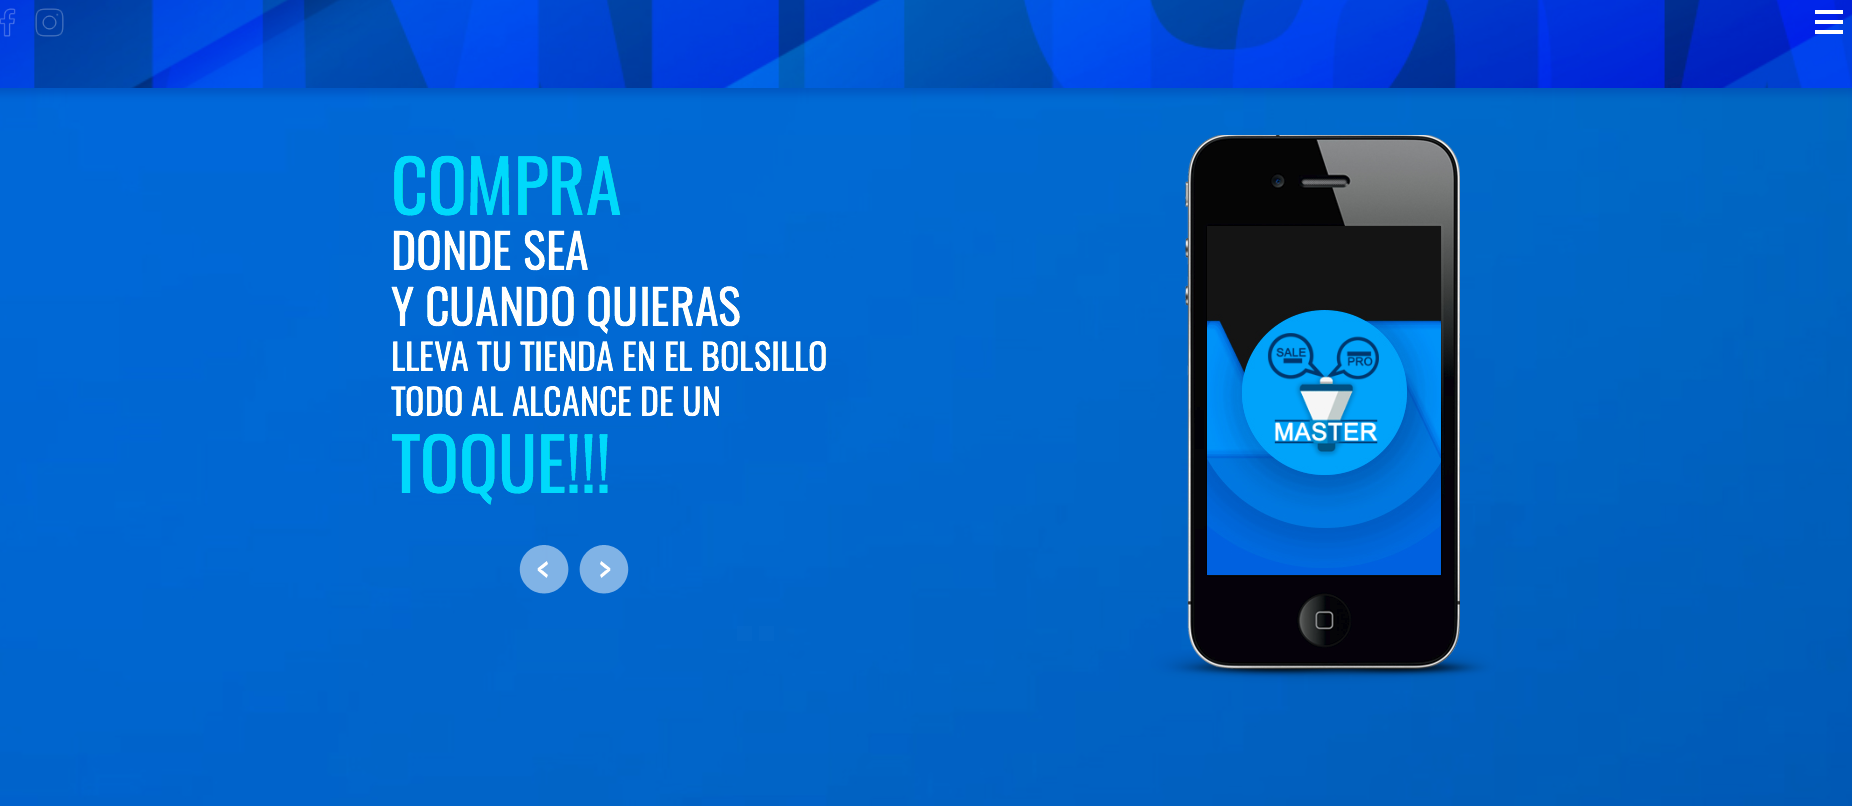 COMPRA
DONDE SEA
Y CUANDO QUIERAS
LLEVA TU TIENDA EN EL BOLSILLO
TODO AL ALCANCE DE UN
TOQUE!!!
SALE
PRO
MASTER